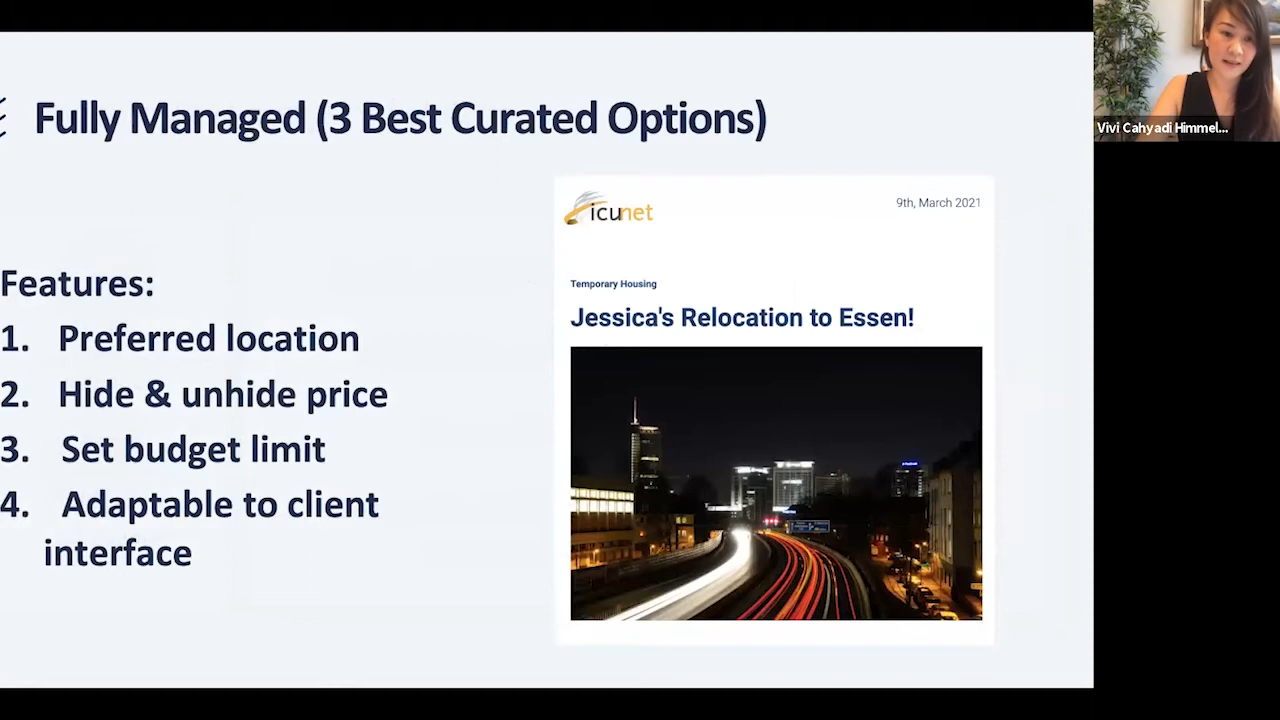 Fully Managed (3 Best Curated Options)
Vivi Cahyadi Himmel...
icunet
9th, March 2021
Features:
1. Preferred location
2. Hide & unhide price
3. Set budget limit
4. Adaptable to client
interface
Temporary Housing
Jessica's Relocation to Essen!